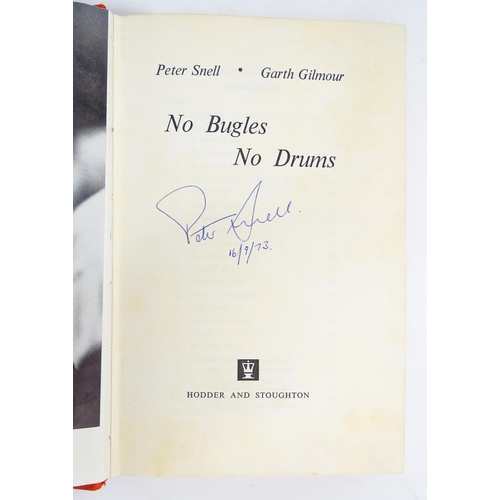 Peter Snell • Garth Gilmour
No Bugles
No Drums
Peter Snell.
16/9/73.
HODDER AND STOUGHTON